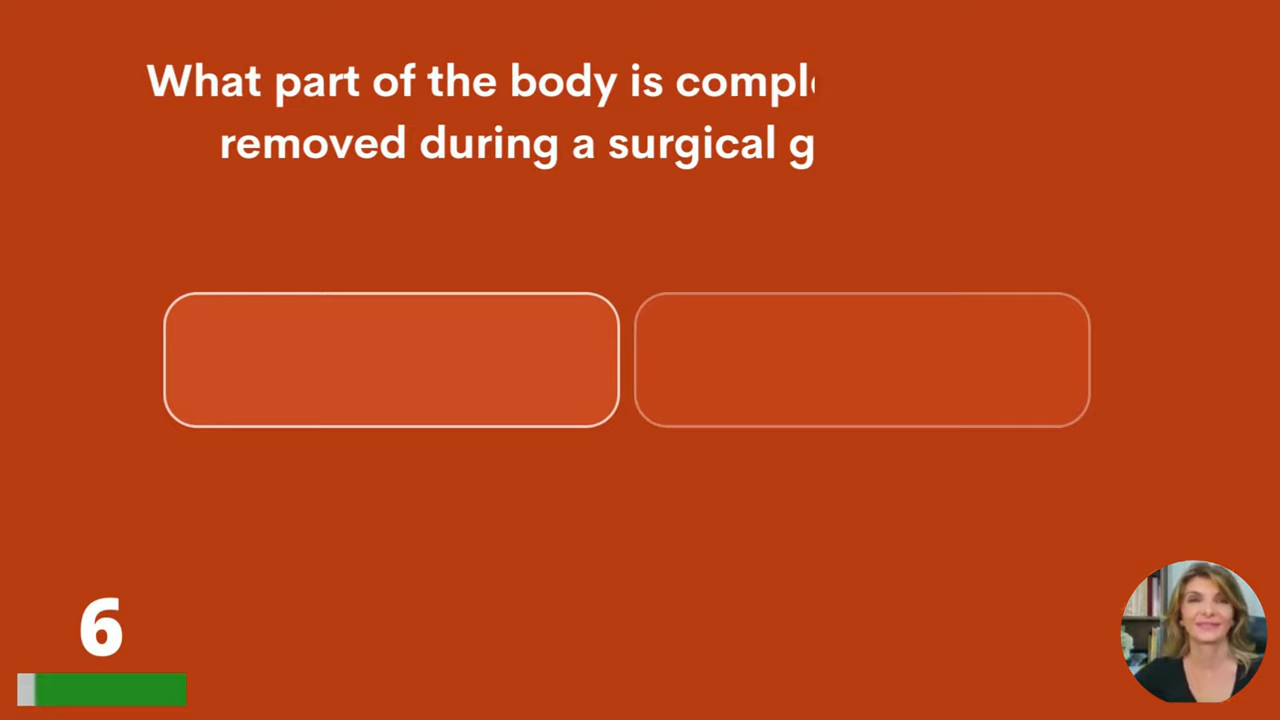 What part of the body is compl
removed during a surgical g
6